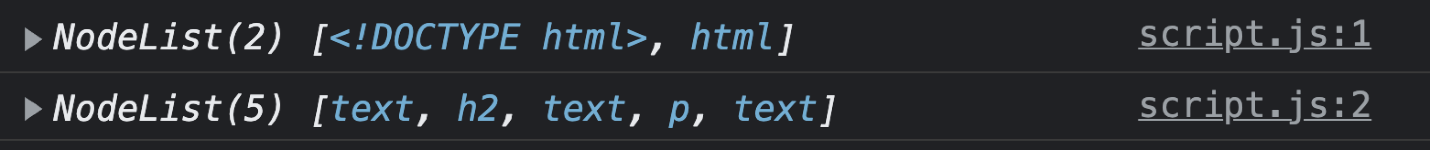 ▶NodeList(2) [<!DOCTYPE html>, html] script.js:1
▶NodeList(5) [text, h2, text, p, text] script.js:2